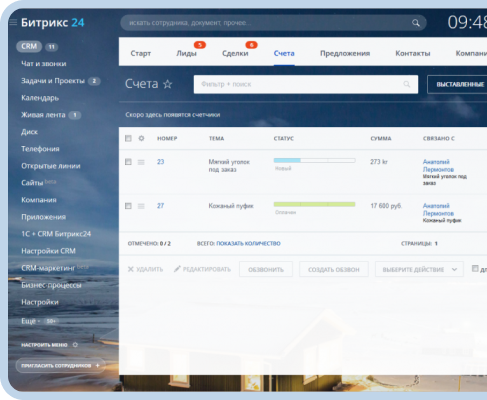 Битрикс 24
искать сотрудника, документ, прочее...
09:48
CRM 11
Чат и звонки
Задачи и Проекты 2
Календарь
Живая лента 1
Диск
Телефония
Открытые линии
Сайты beta
Компания
Приложения
1С + CRM Битрикс24
Настройки CRM
CRM-маркетинг beta
Бизнес-процессы
Настройки
Ещё - 30+
НАСТРОИТЬ МЕНЮ
ПРИГЛАСИТЬ СОТРУДНИКОВ +
Старт Лиды 5 Сделки 6 Счета Предложения Контакты Компани
Счета Фильтр + поиск ВЫСТАВЛЕННЫЕ
Скоро здесь появятся счетчики
НОМЕР ТЕМА СТАТУС СУММА СВЯЗАНО С
23 Мягкий уголок под заказ Новый 273 kr Анатолий
Лермонтов
Мягкий уголок под
заказ
27 Кожаный пуфик Оплачен 17 600 руб. Анатолий
Лермонтов
Кожаный пуфик
ОТМЕЧЕНО: 0 / 2 ВСЕГО: ПОКАЗАТЬ КОЛИЧЕСТВО СТРАНИЦЫ: 1
УДАЛИТЬ РЕДАКТИРОВАТЬ ОБЗВОНИТЬ СОЗДАТЬ ОБЗВОН ВЫБЕРИТЕ ДЕЙСТВИЕ